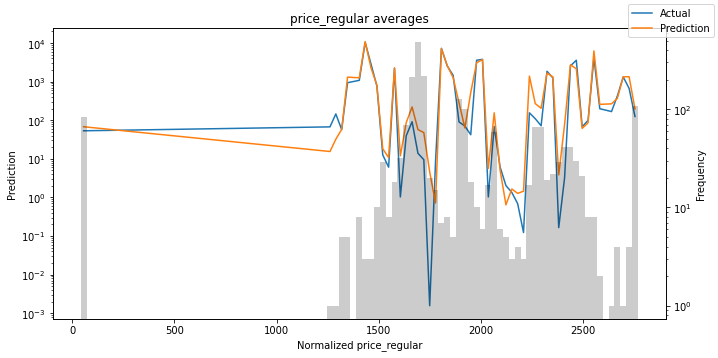 price_regular averages
Actual
Prediction
10⁴
10³
10²
10¹
10⁰
10⁻¹
10⁻²
10⁻³
Prediction
10²
10¹
10⁰
Frequency
0
500
1000
1500
2000
2500
Normalized price_regular